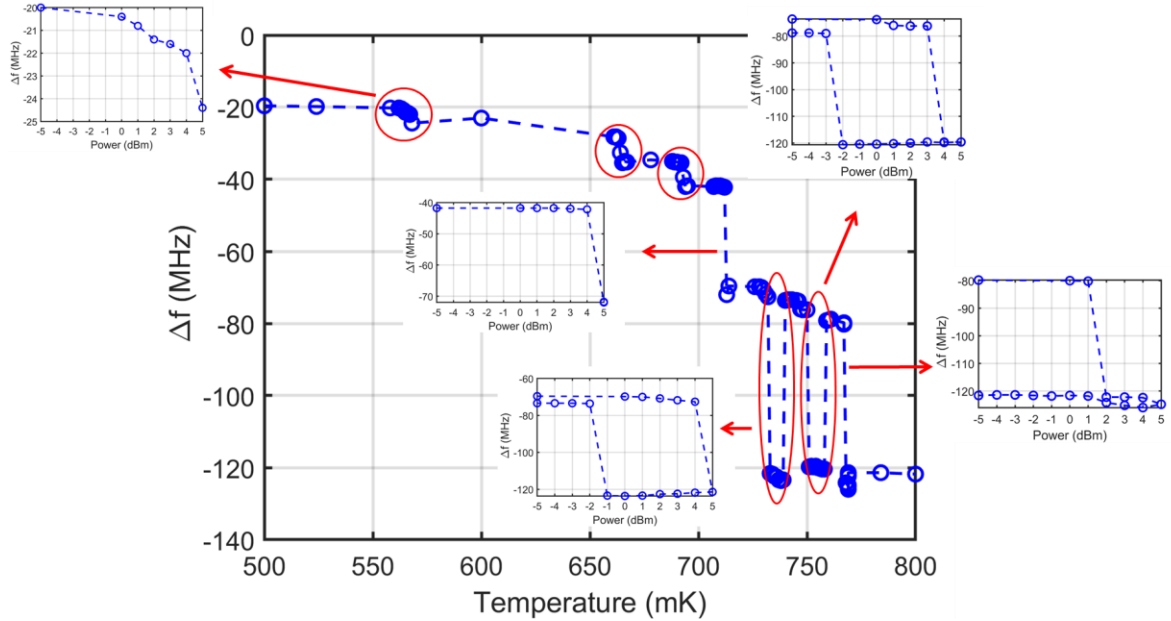 -20
-21
-22
-23
-24
-25
Δf (MHz)
-5 -4 -3 -2 -1 0 1 2 3 4 5
Power (dBm)
-80
-90
-100
-110
-120
Δf (MHz)
-5 -4 -3 -2 -1 0 1 2 3 4 5
Power (dBm)
-40
-50
-60
-70
Δf (MHz)
-5 -4 -3 -2 -1 0 1 2 3 4 5
Power (dBm)
-80
-90
-100
-110
-120
Δf (MHz)
-5 -4 -3 -2 -1 0 1 2 3 4 5
Power (dBm)
-60
-80
-100
-120
Δf (MHz)
-5 -4 -3 -2 -1 0 1 2 3 4 5
Power (dBm)
0
-20
-40
-60
-80
-100
-120
-140
Δf (MHz)
500 550 600 650 700 750 800
Temperature (mK)